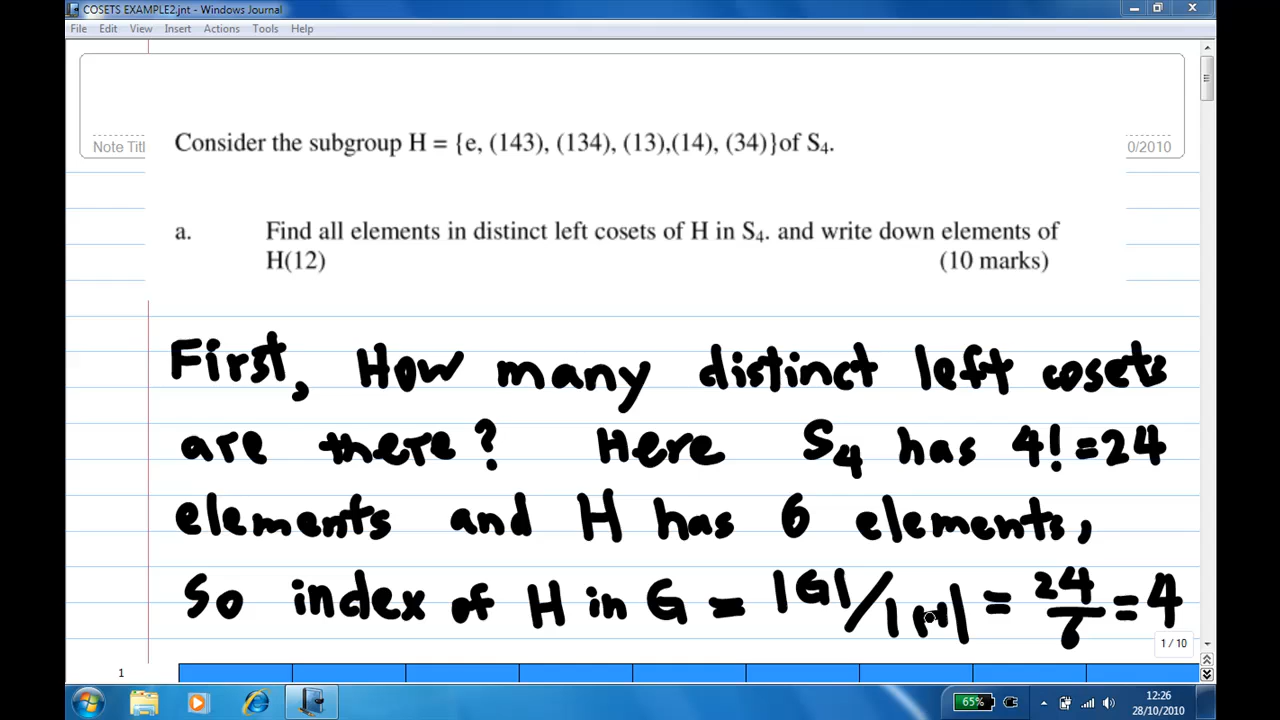 COSETS EXAMPLE2.jnt - Windows Journal
File Edit View Insert Actions Tools Help
Note Titl
0/2010
Consider the subgroup H = {e, (143), (134), (13),(14), (34)}of S₄.
a. Find all elements in distinct left cosets of H in S₄. and write down elements of
H(12) (10 marks)
First, How many distinct left cosets
are there? Here S₄ has 4! = 24
elements and H has 6 elements,
So index of H in G = |G|/|H| = 24/6 = 4
1 / 10
1
65%
12:26
28/10/2010